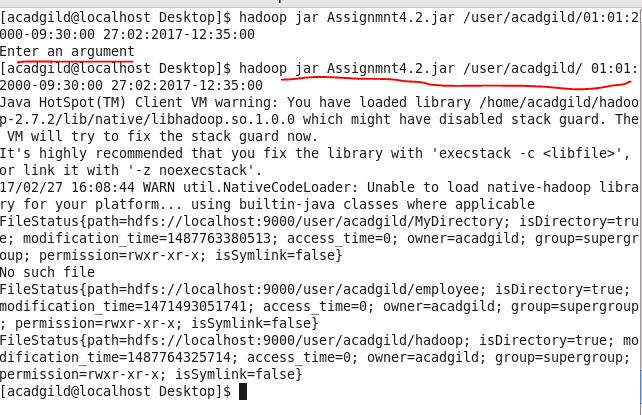 [acadgild@localhost Desktop]$ hadoop jar Assignmnt4.2.jar /user/acadgild/01:01:2
000-09:30:00 27:02:2017-12:35:00
Enter an argument
[acadgild@localhost Desktop]$ hadoop jar Assignmnt4.2.jar /user/acadgild/ 01:01:
2000-09:30:00 27:02:2017-12:35:00
Java HotSpot(TM) Client VM warning: You have loaded library /home/acadgild/hadoo
p-2.7.2/lib/native/libhadoop.so.1.0.0 which might have disabled stack guard. The
 VM will try to fix the stack guard now.
It's highly recommended that you fix the library with 'execstack -c <libfile>',
or link it with '-z noexecstack'.
17/02/27 16:08:44 WARN util.NativeCodeLoader: Unable to load native-hadoop libra
ry for your platform... using builtin-java classes where applicable
FileStatus{path=hdfs://localhost:9000/user/acadgild/MyDirectory; isDirectory=tru
e; modification_time=1487763380513; access_time=0; owner=acadgild; group=supergr
oup; permission=rwxr-xr-x; isSymlink=false}
No such file
FileStatus{path=hdfs://localhost:9000/user/acadgild/employee; isDirectory=true;
modification_time=1471493051741; access_time=0; owner=acadgild; group=supergroup
; permission=rwxr-xr-x; isSymlink=false}
FileStatus{path=hdfs://localhost:9000/user/acadgild/hadoop; isDirectory=true; mo
dification_time=1487764325714; access_time=0; owner=acadgild; group=supergroup;
permission=rwxr-xr-x; isSymlink=false}
[acadgild@localhost Desktop]$